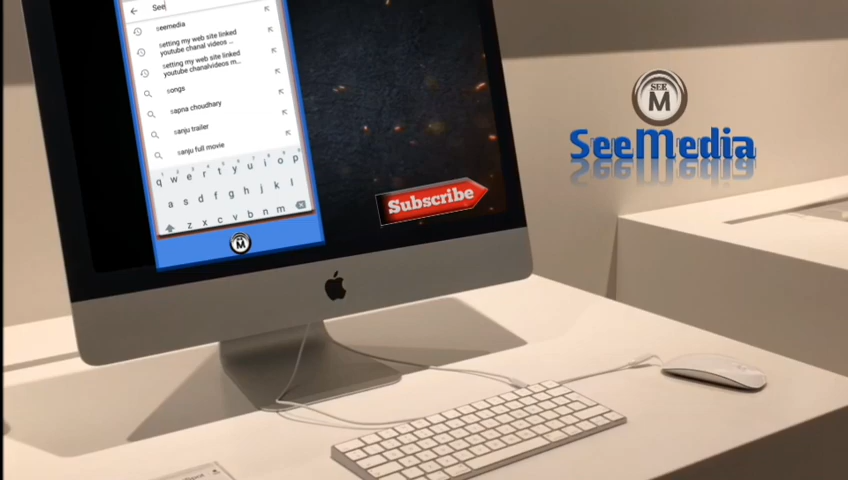 See
seemedia
setting my web site linked
youtube chanal videos ...
setting my web site linked
youtube chanalvideos m...
songs
sapna choudhary
sanju trailer
sanju full movie
q w e r t y u i o p
a s d f g h j k l
z x c v b n m
M
Subscribe
SEE
M
SeeMedia